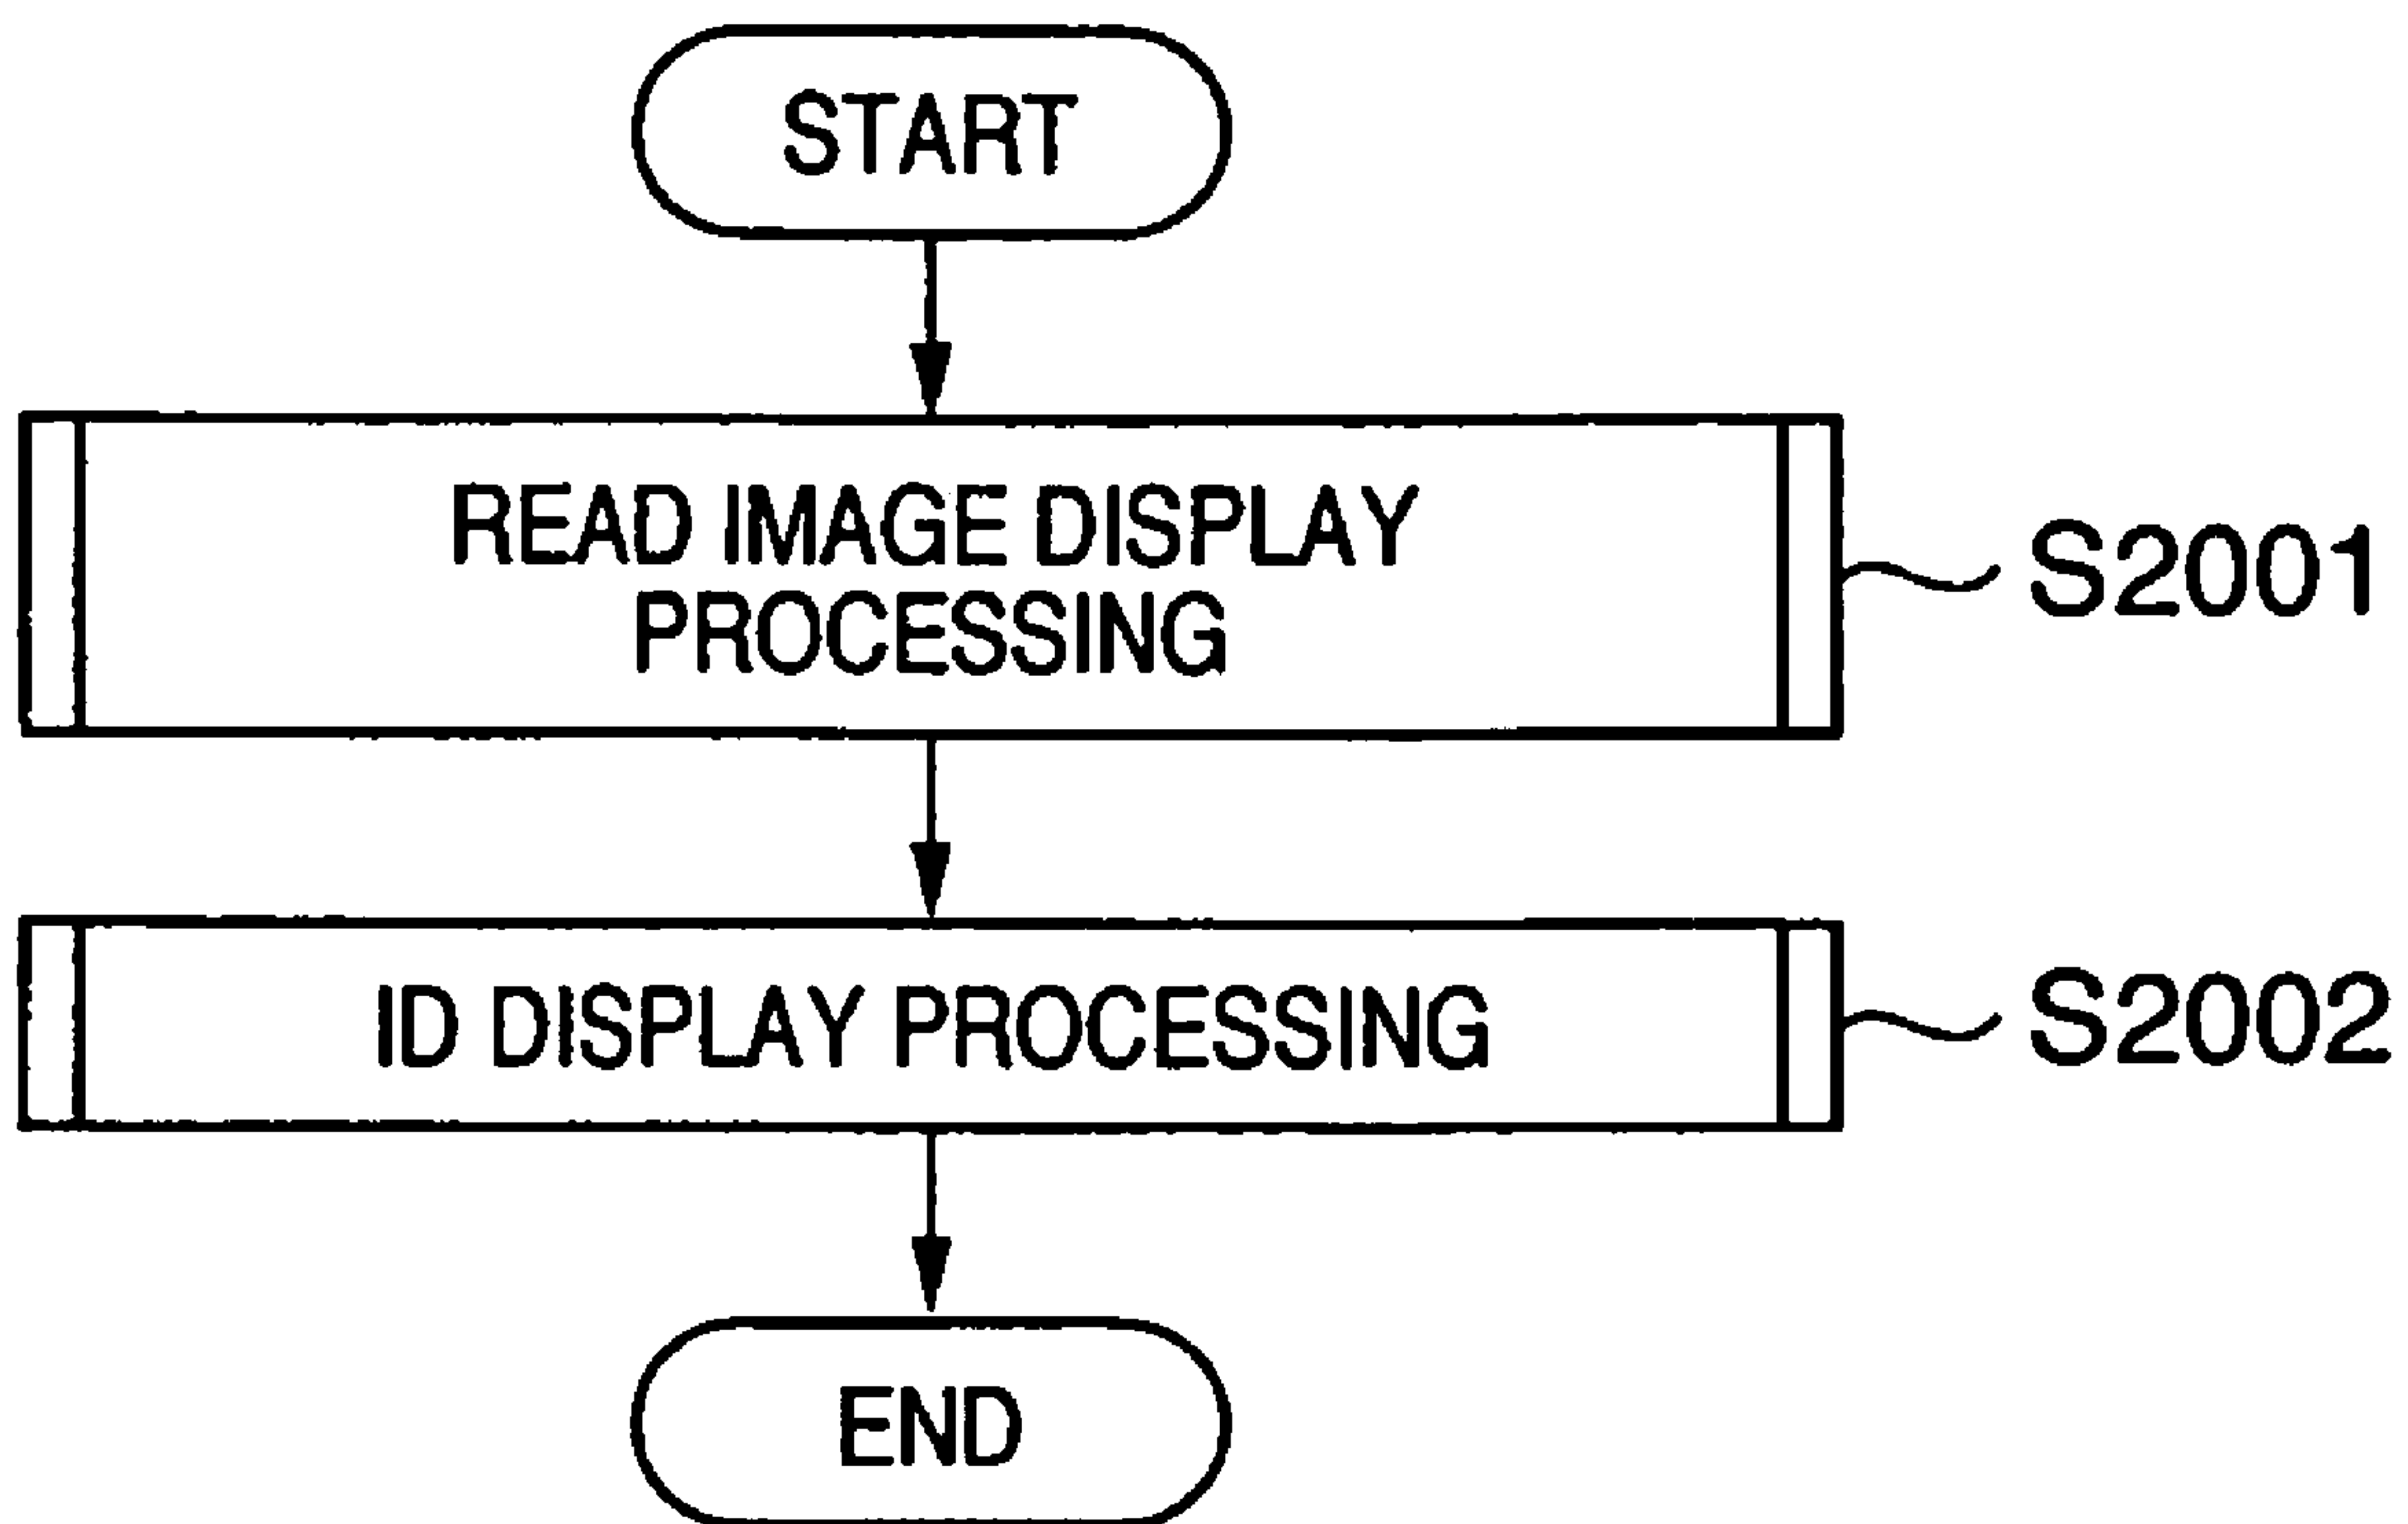 START
READ IMAGE DISPLAY
PROCESSING
S2001
ID DISPLAY PROCESSING
S2002
END